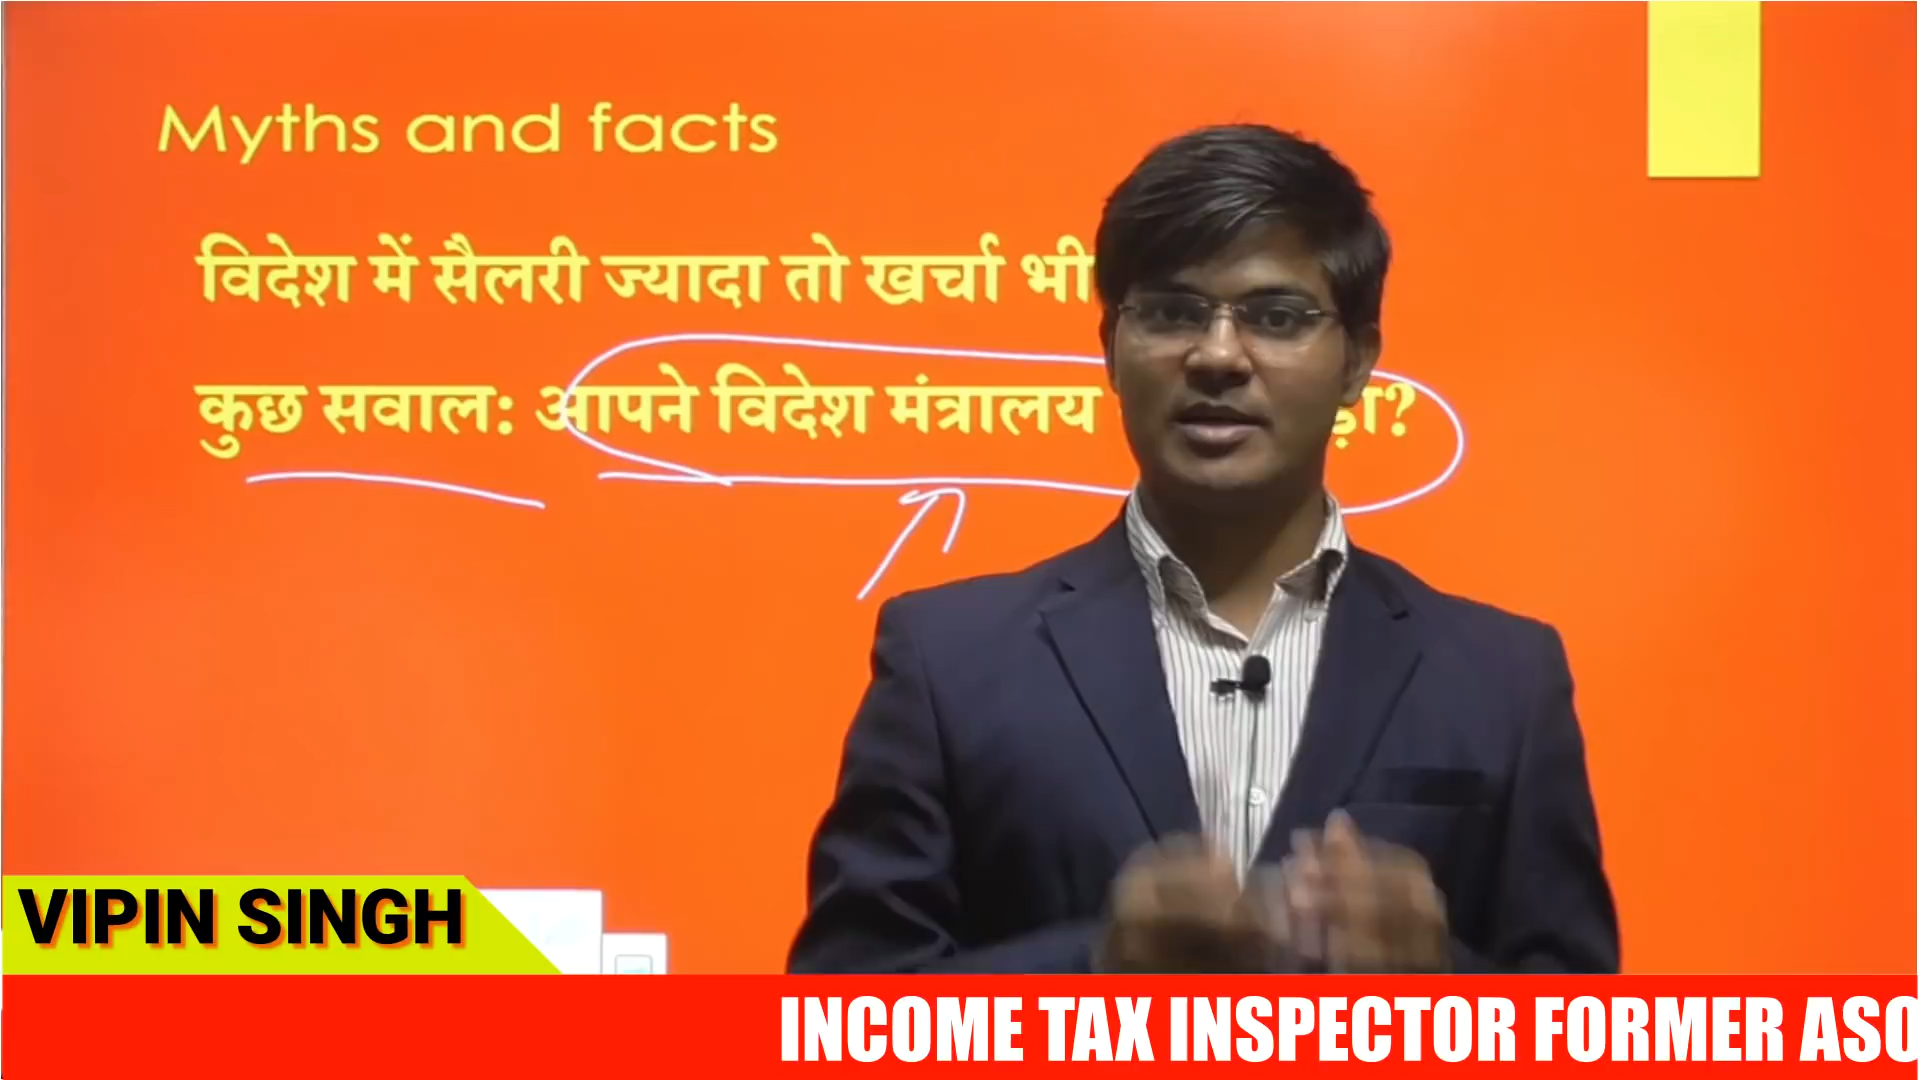 Myths and facts
विदेश में सैलरी ज्यादा तो खर्चा भी
कुछ सवाल: आपने विदेश मंत्रालय
VIPIN SINGH
INCOME TAX INSPECTOR FORMER ASO